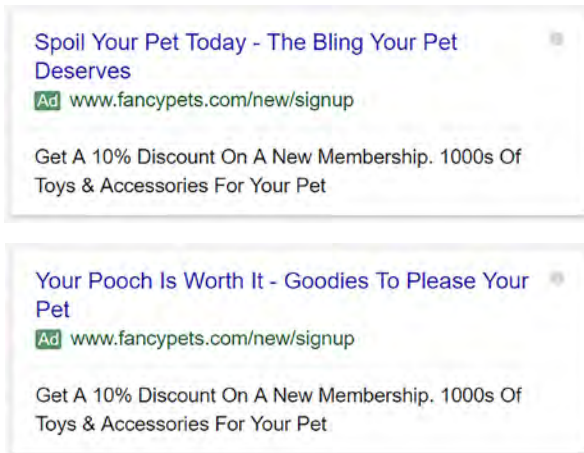 Spoil Your Pet Today - The Bling Your Pet
Deserves
Ad www.fancypets.com/new/signup
Get A 10% Discount On A New Membership. 1000s Of
Toys & Accessories For Your Pet
Your Pooch Is Worth It - Goodies To Please Your
Pet
Ad www.fancypets.com/new/signup
Get A 10% Discount On A New Membership. 1000s Of
Toys & Accessories For Your Pet